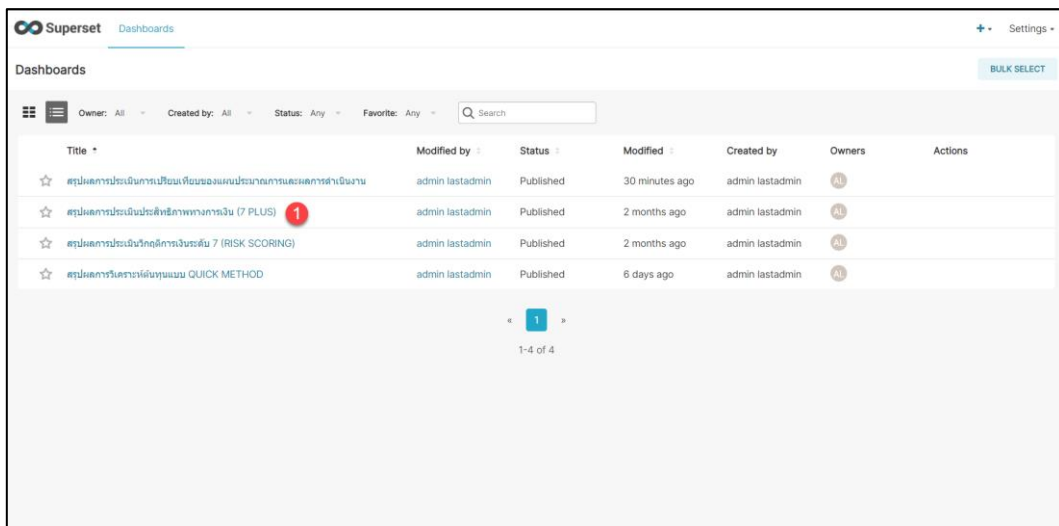 Superset Dashboards Settings
Dashboards BULK SELECT
Owner: All Created by: All Status: Any Favorite: Any Search
Title Modified by Status Modified Created by Owners Actions
สรุปผลการประเมินการเปรียบเทียบของแผนประมาณการและผลการดำเนินงาน admin lastadmin Published 30 minutes ago admin lastadmin AL
สรุปผลการประเมินประสิทธิภาพทางการเงิน (7 PLUS) 1 admin lastadmin Published 2 months ago admin lastadmin AL
สรุปผลการประเมินวิกฤติการเงินระดับ 7 (RISK SCORING) admin lastadmin Published 2 months ago admin lastadmin AL
สรุปผลการวิเคราะห์ต้นทุนแบบ QUICK METHOD admin lastadmin Published 6 days ago admin lastadmin AL
« 1 »
1-4 of 4